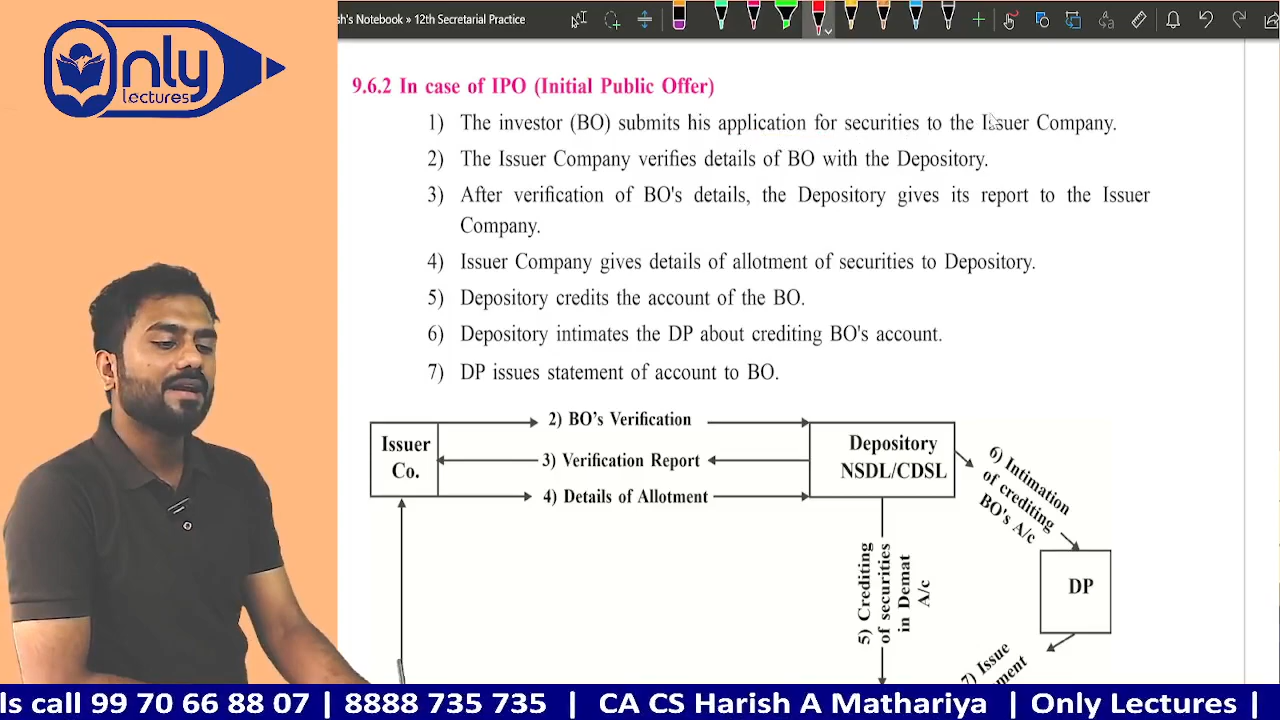 sh's Notebook » 12th Secretarial Practice
Only
lectures
9.6.2 In case of IPO (Initial Public Offer)
1) The investor (BO) submits his application for securities to the Issuer Company.
2) The Issuer Company verifies details of BO with the Depository.
3) After verification of BO's details, the Depository gives its report to the Issuer
Company.
4) Issuer Company gives details of allotment of securities to Depository.
5) Depository credits the account of the BO.
6) Depository intimates the DP about crediting BO's account.
7) DP issues statement of account to BO.
Issuer
Co.
2) BO's Verification
3) Verification Report
4) Details of Allotment
Depository
NSDL/CDSL
6) Intimation
of crediting
BO's A/c
5) Crediting
of securities
in Demat
A/c
DP
7) Issue
ment
ls call 99 70 66 88 07 | 8888 735 735 | CA CS Harish A Mathariya | Only Lectures |